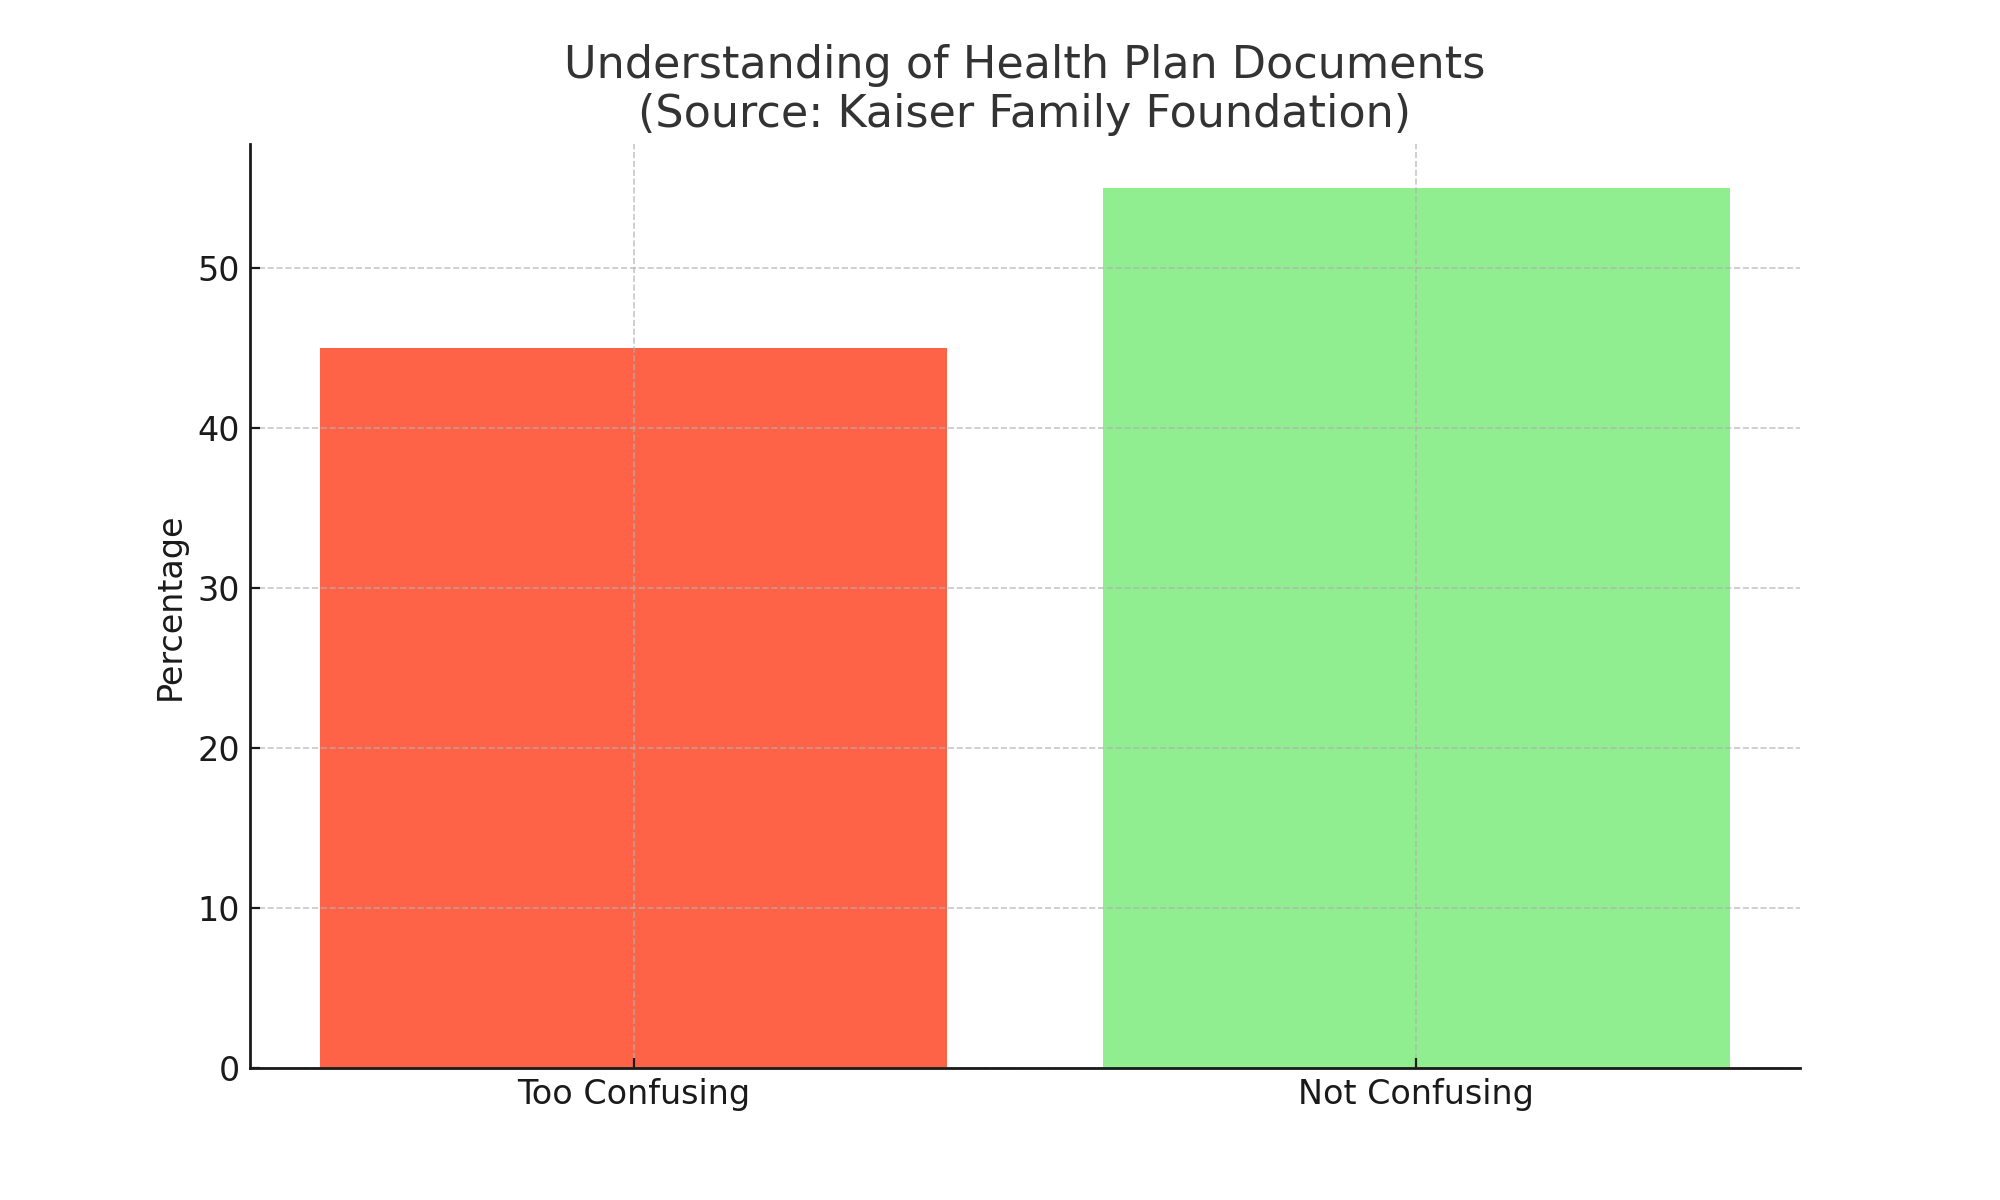 Understanding of Health Plan Documents
(Source: Kaiser Family Foundation)
50
40
30
20
10
0
Percentage
Too Confusing
Not Confusing